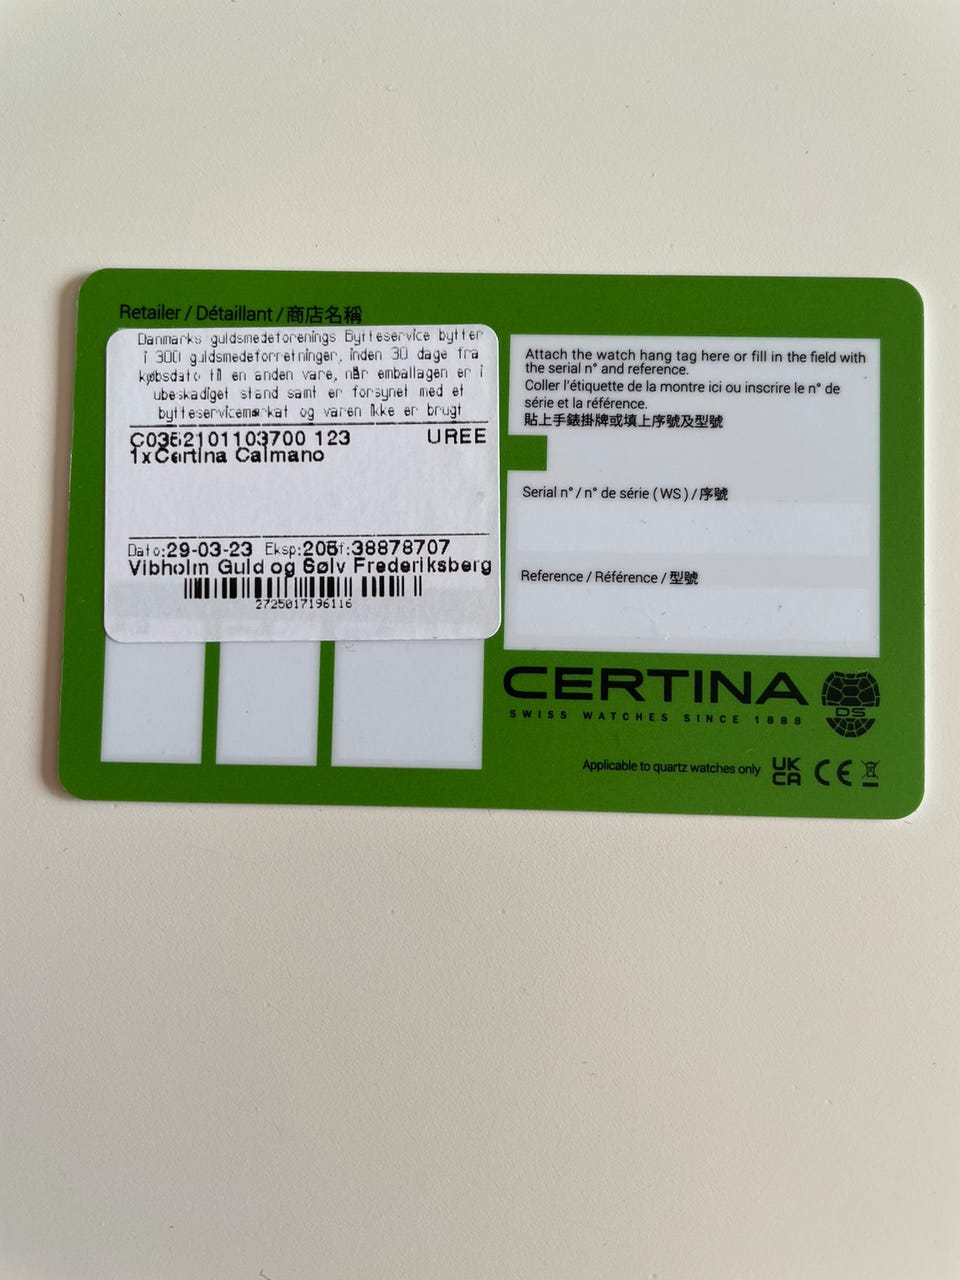 Retailer / Détaillant / 商店名稱
Danmarks guldsmedeforenings Bytteservice bytter
i 300 guldsmedeforretninger, inden 30 dage fra
købsdato til en anden vare, når emballagen er i
ubeskadiget stand samt er forsynet med et
bytteservicemærkat og varen ikke er brugt
123 UREE
1xCertina Caimano
Dato:29-03-23 Eksp: :38878707
Vibholm Guld og Sølv Frederiksberg
2725017196116
Attach the watch hang tag here or fill in the field with
the serial n° and reference.
Coller l'étiquette de la montre ici ou inscrire le n° de
série et la référence.
貼上手錶掛牌或填上序號及型號
Serial n° / n° de série ( WS ) / 序號
Reference / Référence / 型號
CERTINA
DS
SWISS WATCHES SINCE 1888
Applicable to quartz watches only
UK
CA
CE